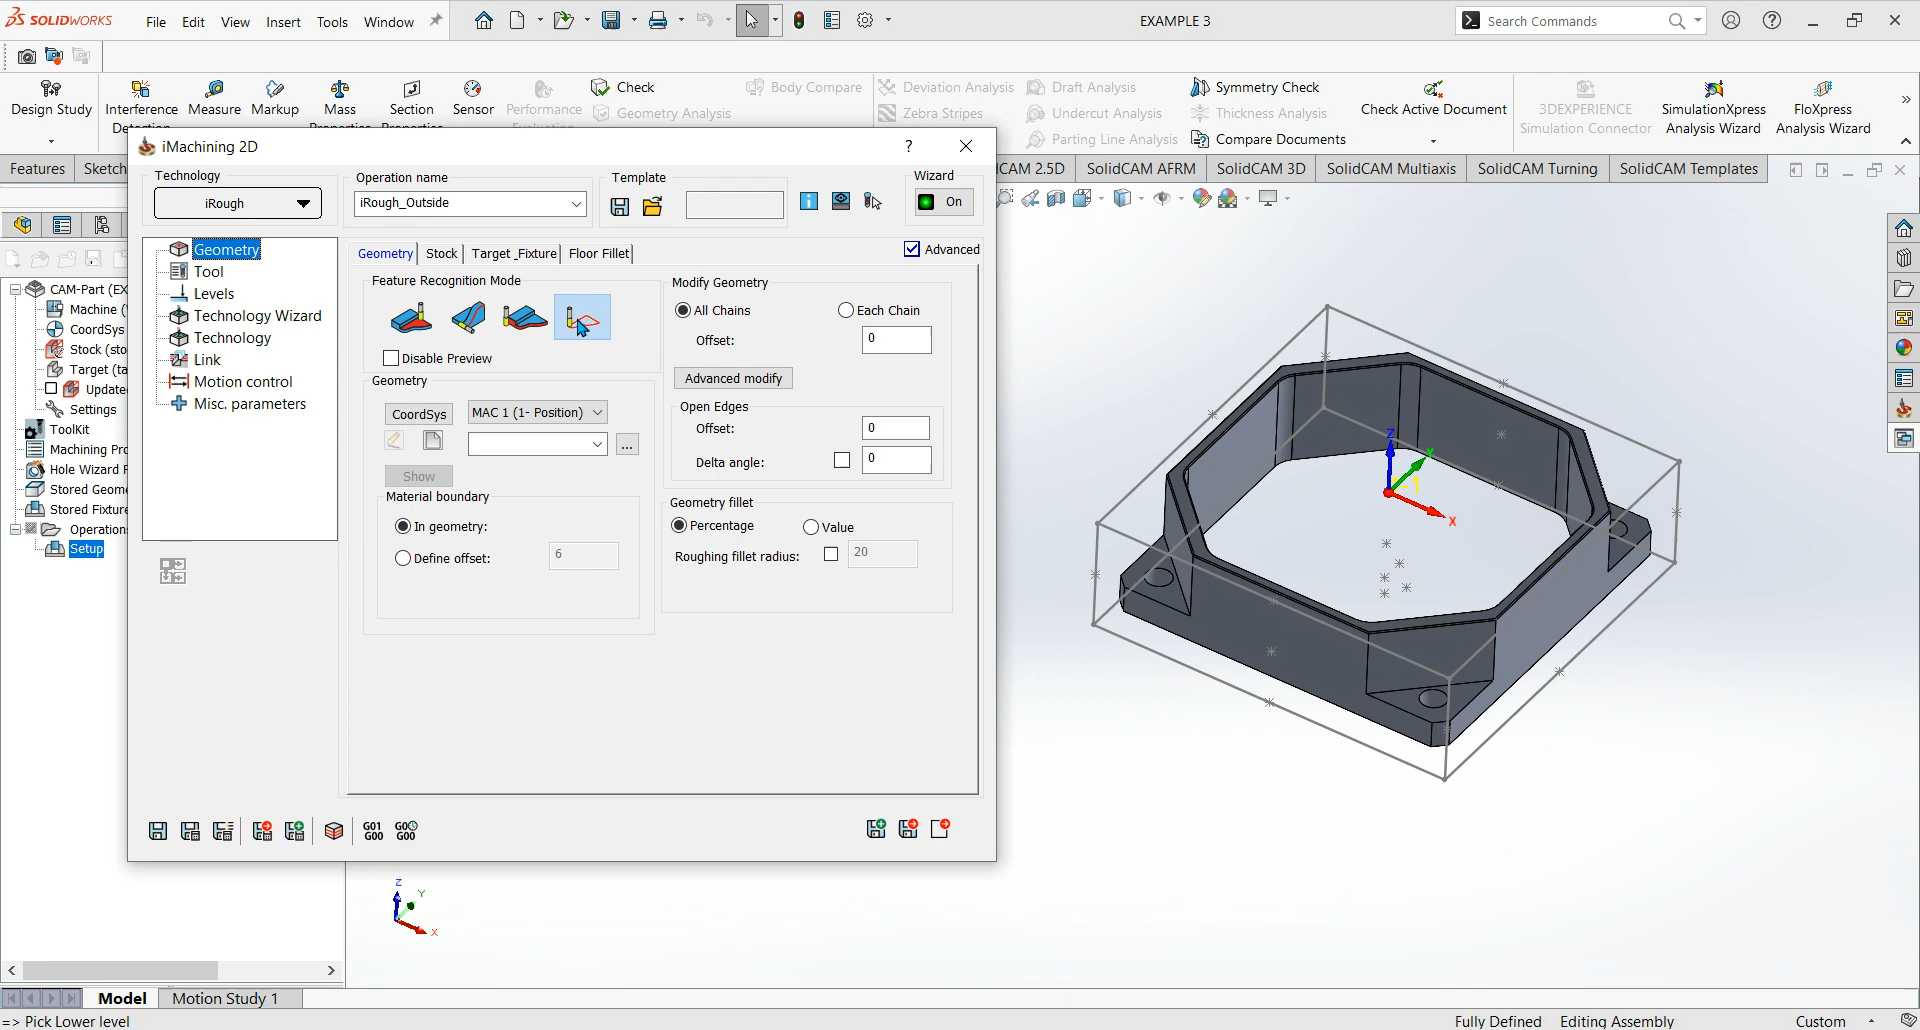 SOLIDWORKS File Edit View Insert Tools Window EXAMPLE 3 Search Commands
Design Study Interference Detection Measure Markup Mass Properties Section Properties Sensor Performance Evaluation
Check Body Compare Deviation Analysis Draft Analysis Symmetry Check
Geometry Analysis Zebra Stripes Undercut Analysis Thickness Analysis
Parting Line Analysis Compare Documents
Check Active Document
3DEXPERIENCE Simulation Connector
SimulationXpress Analysis Wizard
FloXpress Analysis Wizard
Features Sketch
CAM 2.5D SolidCAM AFRM SolidCAM 3D SolidCAM Multiaxis SolidCAM Turning SolidCAM Templates
iMachining 2D ?
Technology Operation name Template Wizard
iRough iRough_Outside On
Geometry
Tool
Levels
Technology Wizard
Technology
Link
Motion control
Misc. parameters
Geometry Stock Target_Fixture Floor Fillet Advanced
Feature Recognition Mode
Disable Preview
Geometry
CoordSys MAC 1 (1- Position)
...
Show
Material boundary
In geometry:
Define offset: 6
Modify Geometry
All Chains Each Chain
Offset: 0
Advanced modify
Open Edges
Offset: 0
Delta angle: 0
Geometry fillet
Percentage Value
Roughing fillet radius: 20
G01 G00
G00 G00
CAM-Part (EX
Machine (
CoordSys
Stock (sto
Target (ta
Update
Settings
ToolKit
Machining Pro
Hole Wizard P
Stored Geome
Stored Fixture
Operation
Setup
Z Y X
Z Y X
Model Motion Study 1
=> Pick Lower level Fully Defined Editing Assembly Custom